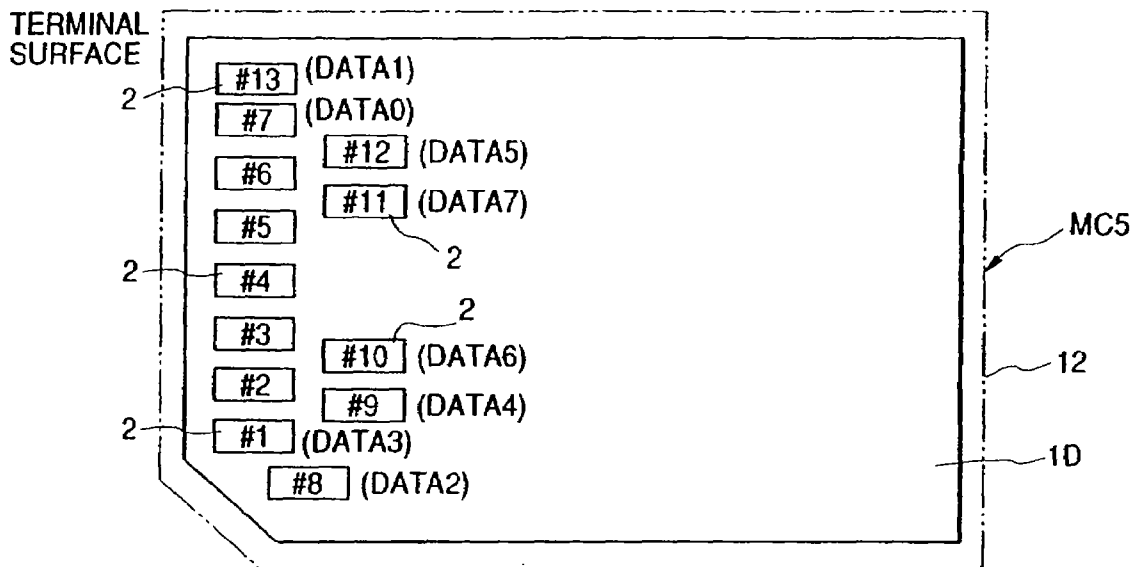 TERMINAL
SURFACE
2
#13 (DATA1)
#7 (DATA0)
#12 (DATA5)
#6
#11 (DATA7)
#5
2
MC5
2
#4
2
#3
#10 (DATA6)
12
#2
#9 (DATA4)
2
#1 (DATA3)
1D
#8 (DATA2)